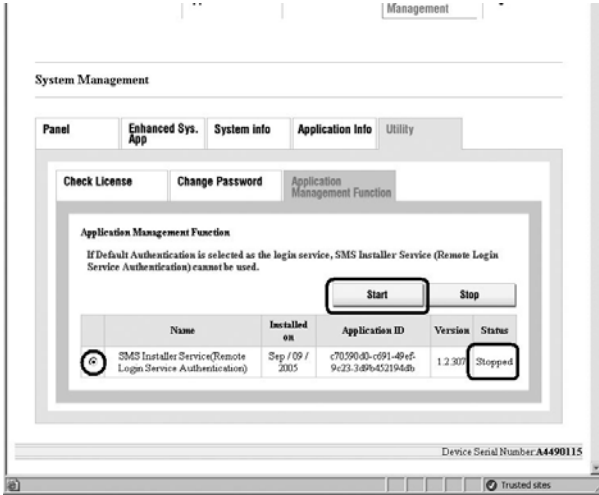 Management
System Management
Panel
Enhanced Sys. App
System info
Application Info
Utility
Check License
Change Password
Application Management Function
Application Management Function
If Default Authentication is selected as the login service, SMS Installer Service (Remote Login
Service Authentication) cannot be used.
Start
Stop
Name
Installed on
Application ID
Version
Status
SMS Installer Service(Remote
Login Service Authentication)
Sep / 09 /
2005
c70590d0-c691-49ef-
9c23-3d9b452194db
1.2.307
Stopped
Device Serial Number:A4490115
Trusted sites